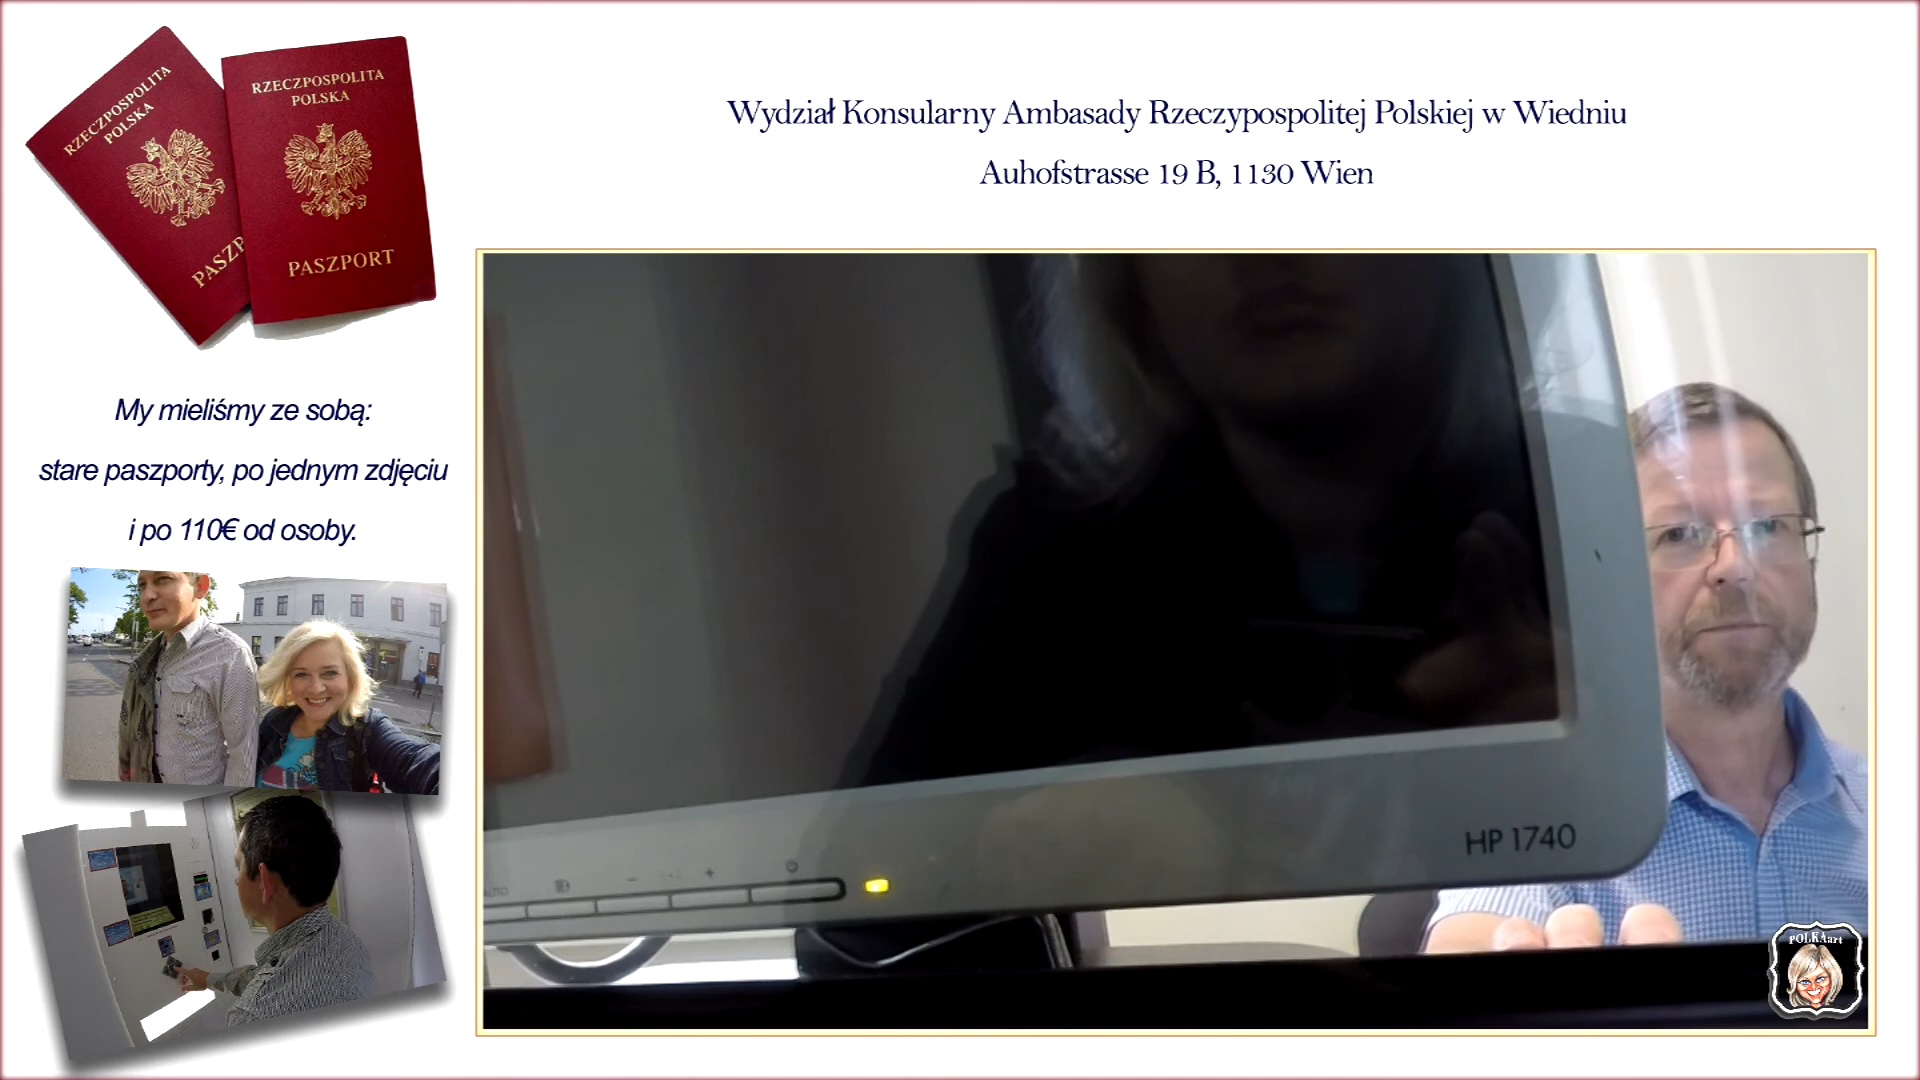 RZECZPOSPOLITA
POLSKA
RZECZPOSPOLITA
POLSKA
PASZPORT
Wydział Konsularny Ambasady Rzeczypospolitej Polskiej w Wiedniu
Auhofstrasse 19 B, 1130 Wien
My mieliśmy ze sobą:
stare paszporty, po jednym zdjęciu
i po 110€ od osoby.
HP 1740
POLKAart